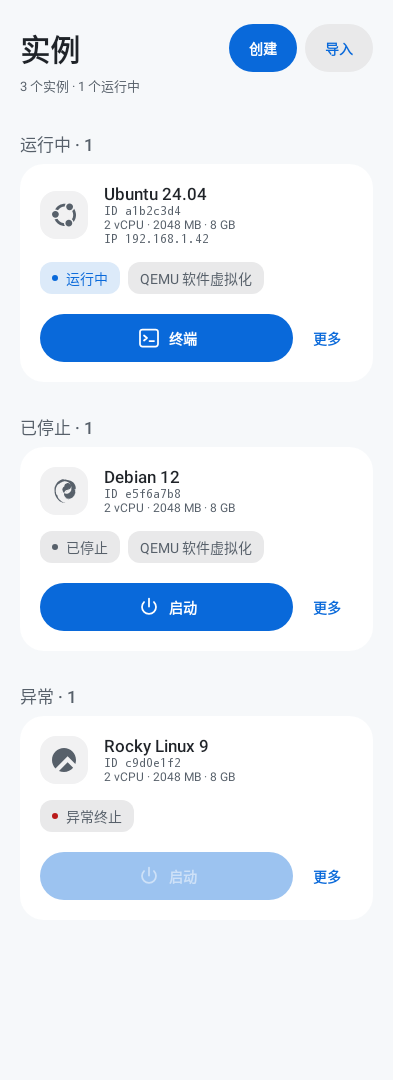 实例
创建
导入
3 个实例 · 1 个运行中
运行中 · 1
Ubuntu 24.04
ID a1b2c3d4
2 vCPU · 2048 MB · 8 GB
IP 192.168.1.42
运行中
QEMU 软件虚拟化
终端
更多
已停止 · 1
Debian 12
ID e5f6a7b8
2 vCPU · 2048 MB · 8 GB
已停止
QEMU 软件虚拟化
启动
更多
异常 · 1
Rocky Linux 9
ID c9d0e1f2
2 vCPU · 2048 MB · 8 GB
异常终止
启动
更多